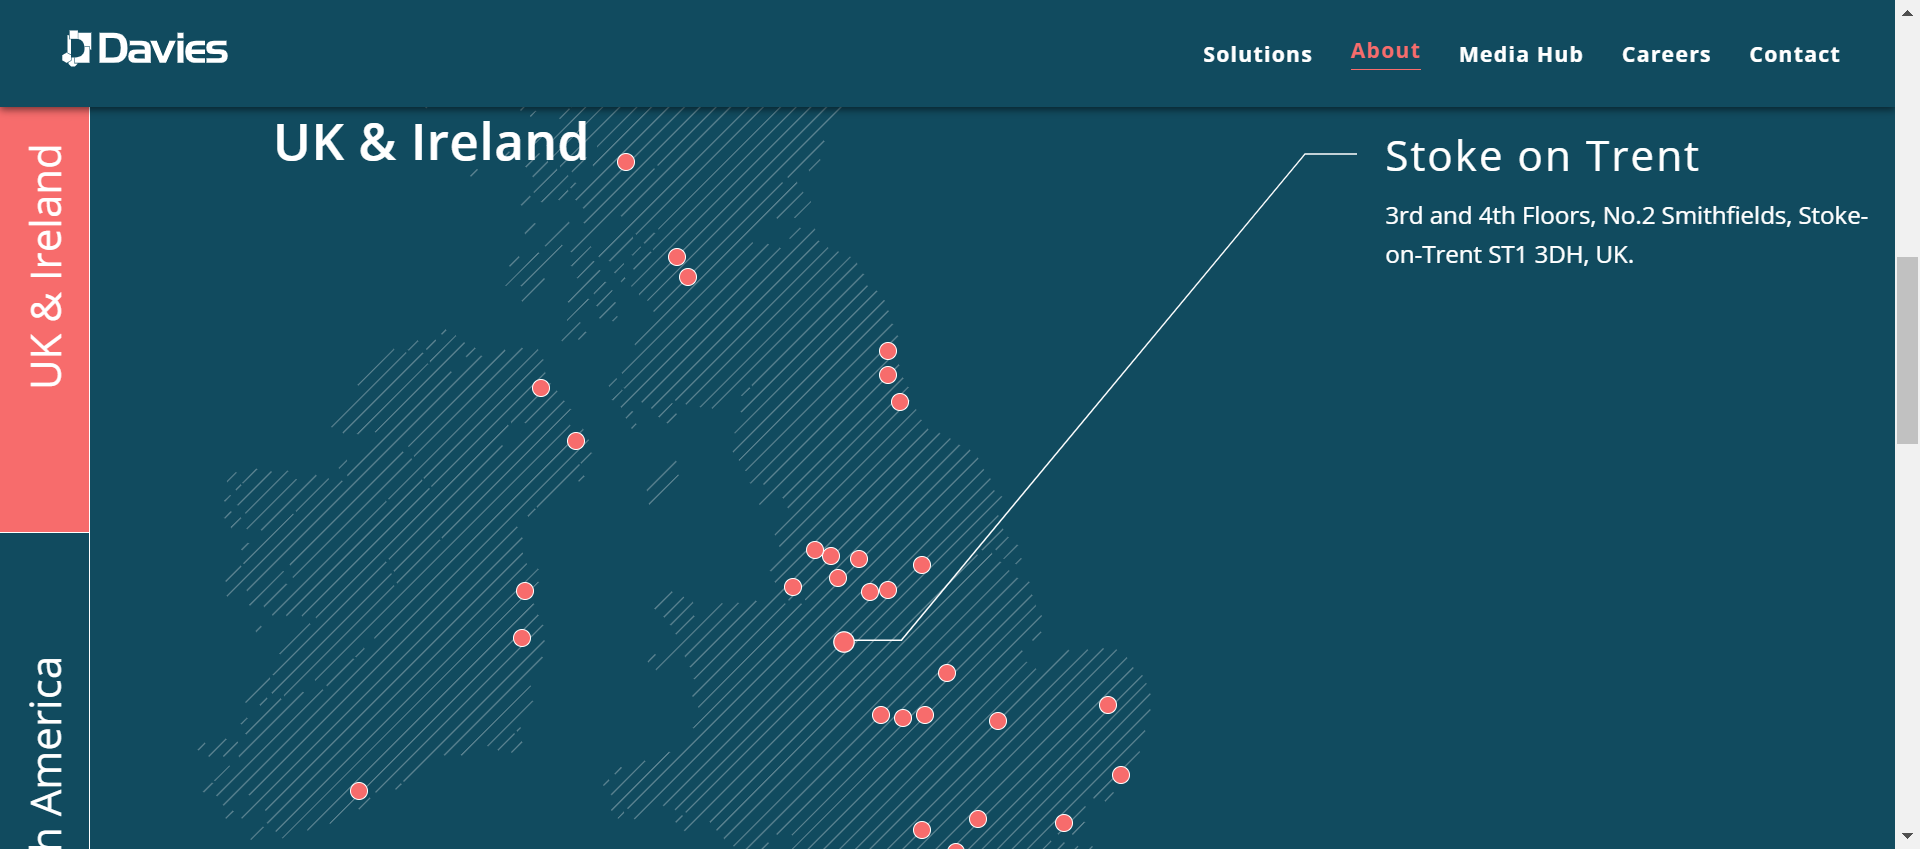 Davies
Solutions
About
Media Hub
Careers
Contact
UK & Ireland
UK & Ireland
Stoke on Trent
3rd and 4th Floors, No.2 Smithfields, Stoke-
on-Trent ST1 3DH, UK.
h America